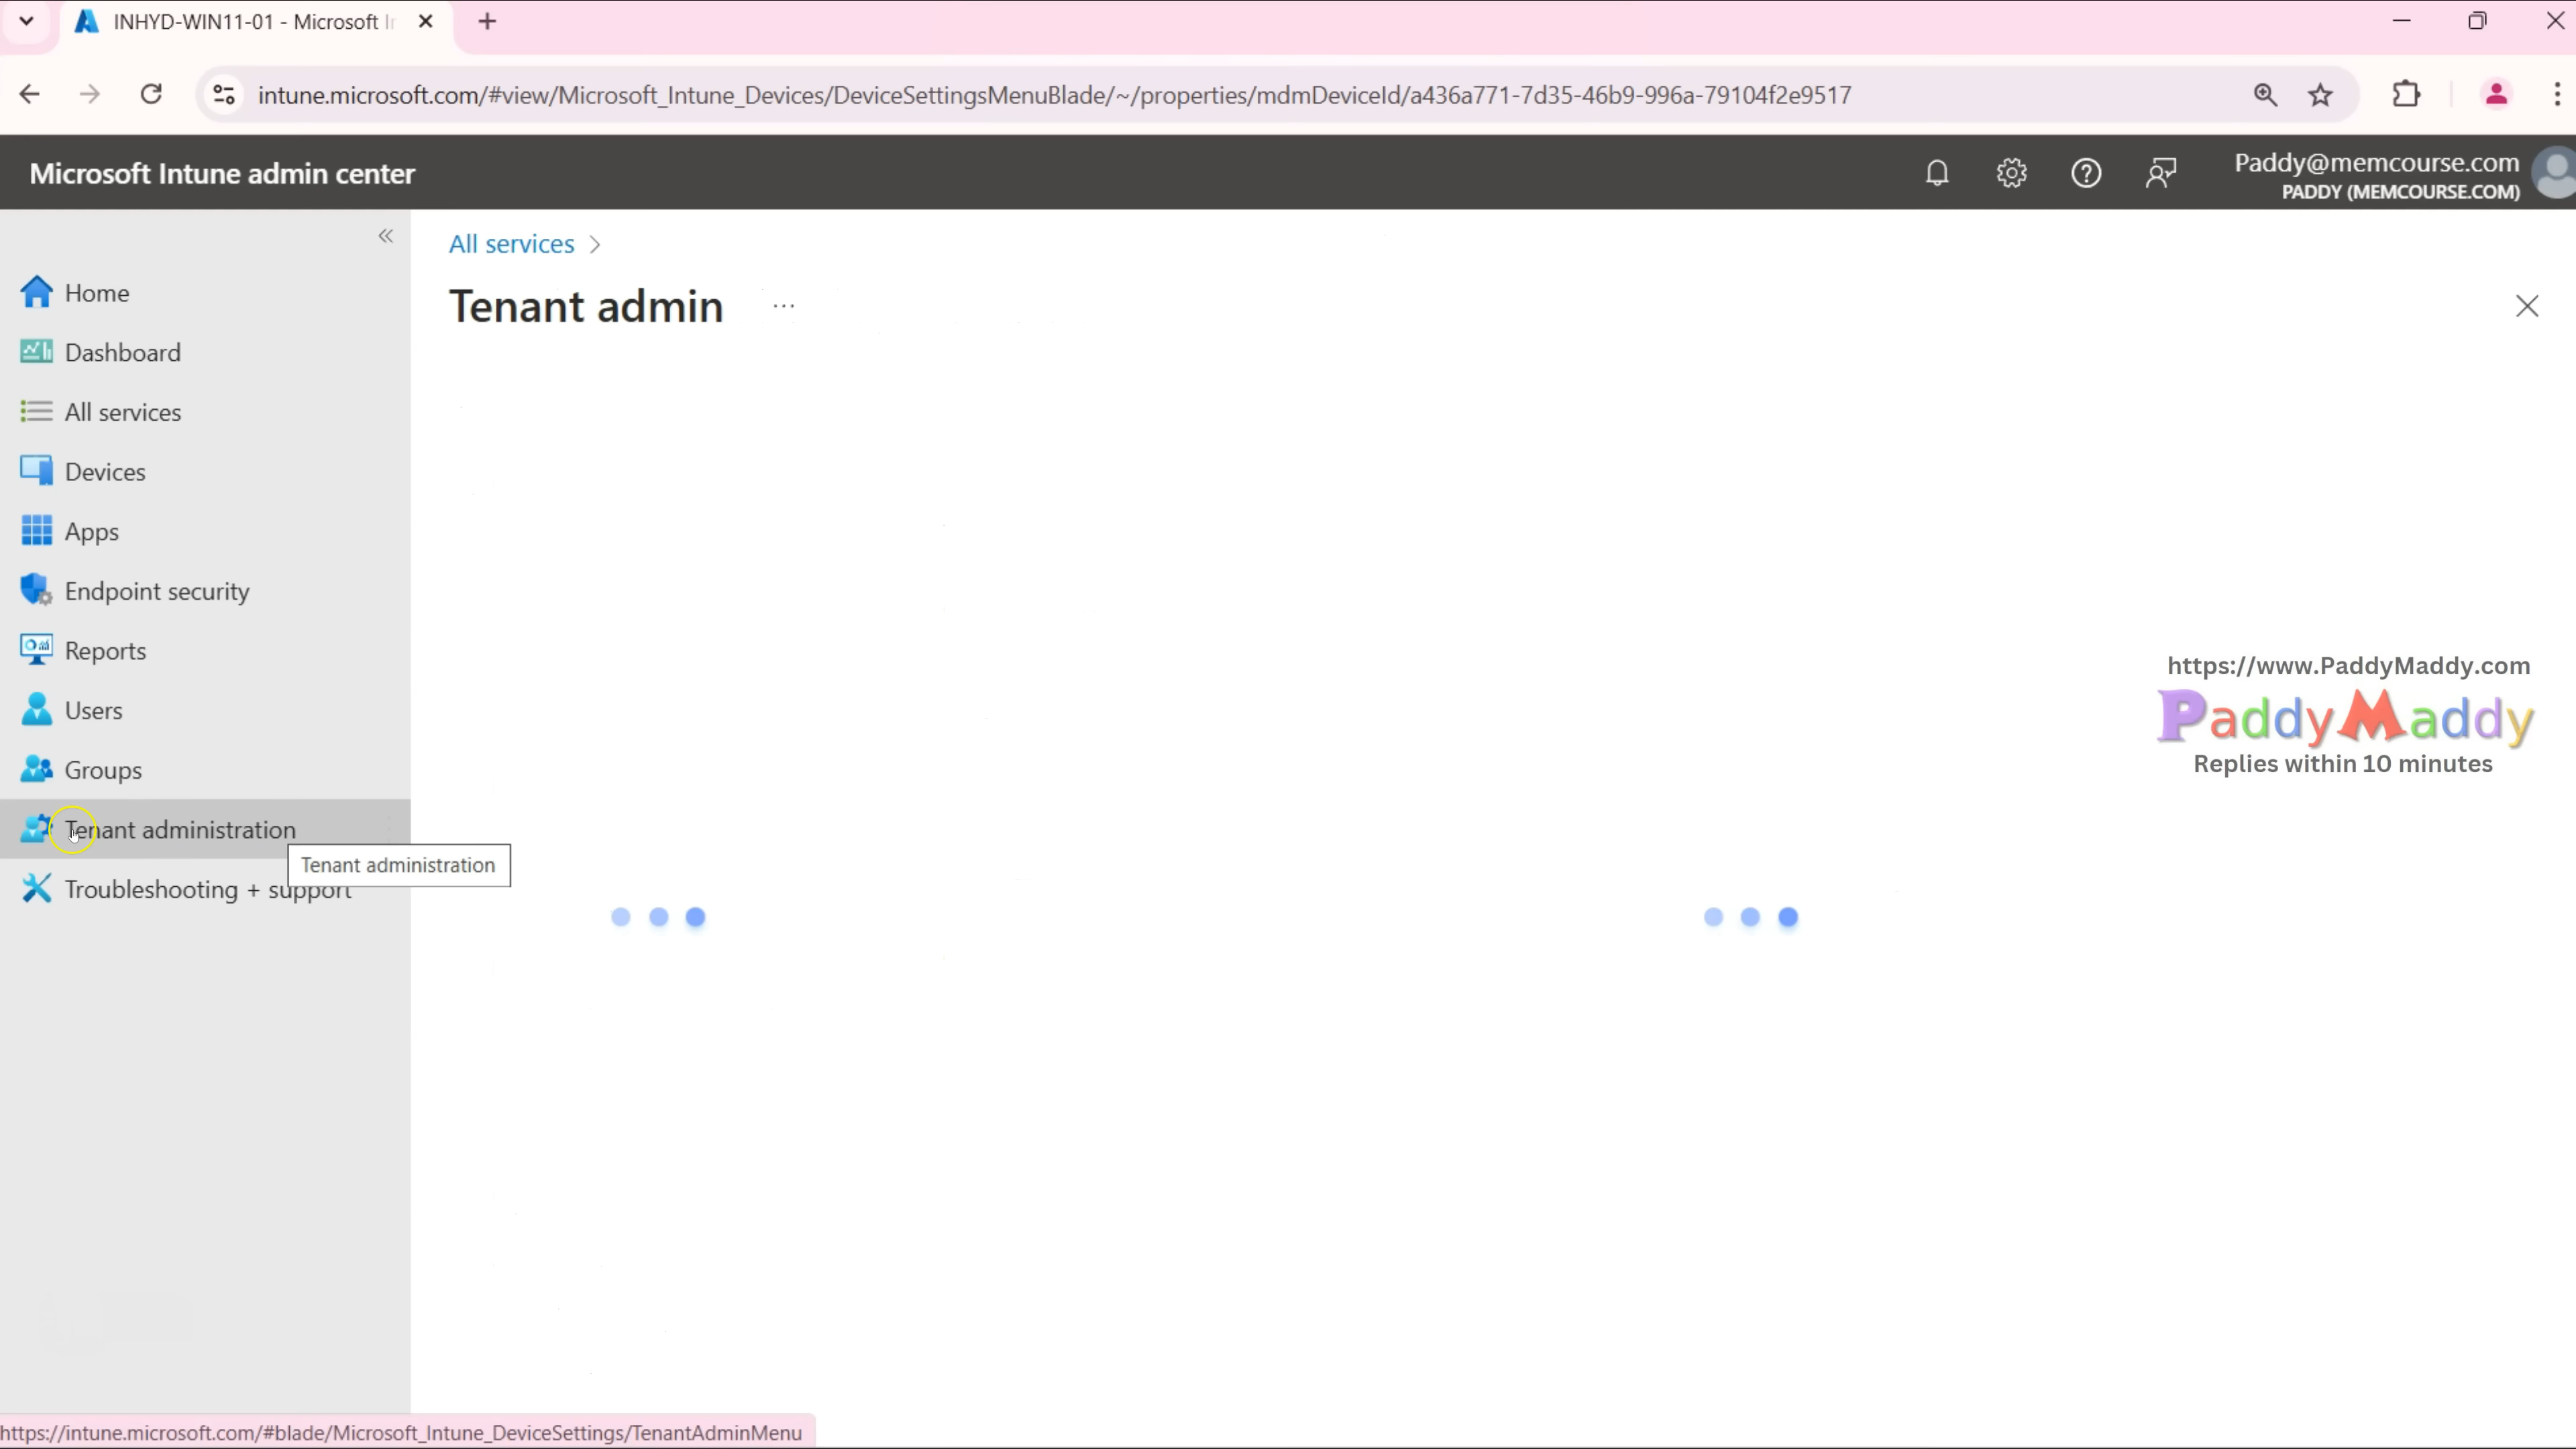 INHYD-WIN11-01 - Microsoft In
intune.microsoft.com/#view/Microsoft_Intune_Devices/DeviceSettingsMenuBlade/~/properties/mdmDeviceId/a436a771-7d35-46b9-996a-79104f2e9517
Microsoft Intune admin center
Paddy@memcourse.com
PADDY (MEMCOURSE.COM)
All services
Tenant admin
Home
Dashboard
All services
Devices
Apps
Endpoint security
Reports
Users
Groups
Tenant administration
Tenant administration
Troubleshooting + support
https://www.PaddyMaddy.com
PaddyMaddy
Replies within 10 minutes
https://intune.microsoft.com/#blade/Microsoft_Intune_DeviceSettings/TenantAdminMenu